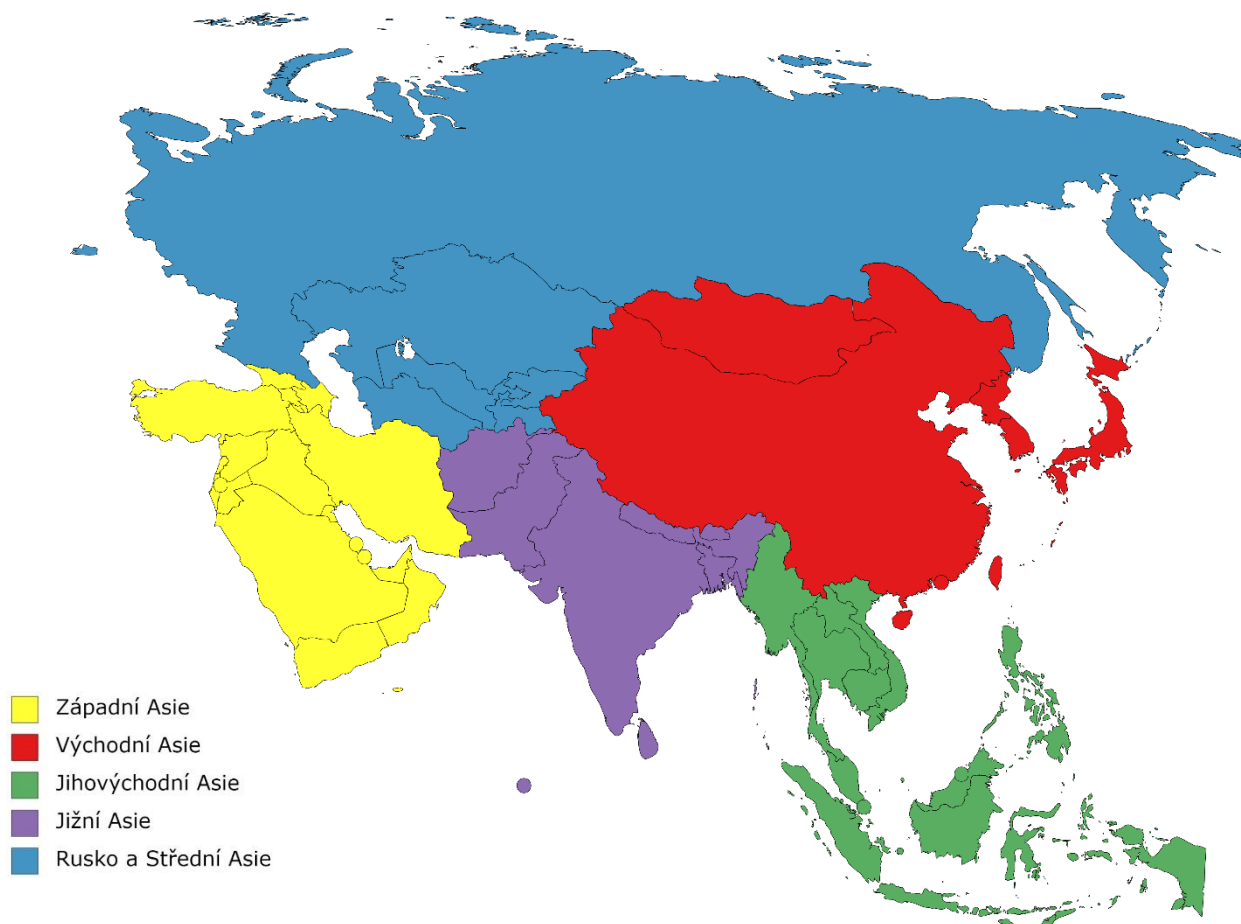 Západní Asie
Východní Asie
Jihovýchodní Asie
Jižní Asie
Rusko a Střední Asie